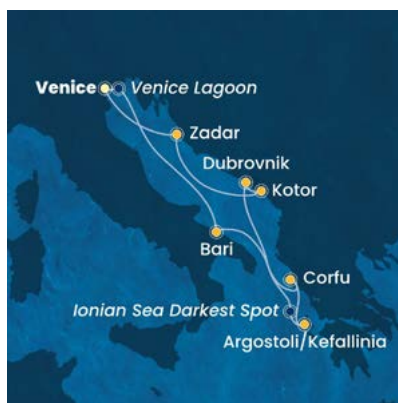 Venice
Venice Lagoon
Zadar
Dubrovnik
Kotor
Bari
Corfu
Ionian Sea Darkest Spot
Argostoli/Kefallinia